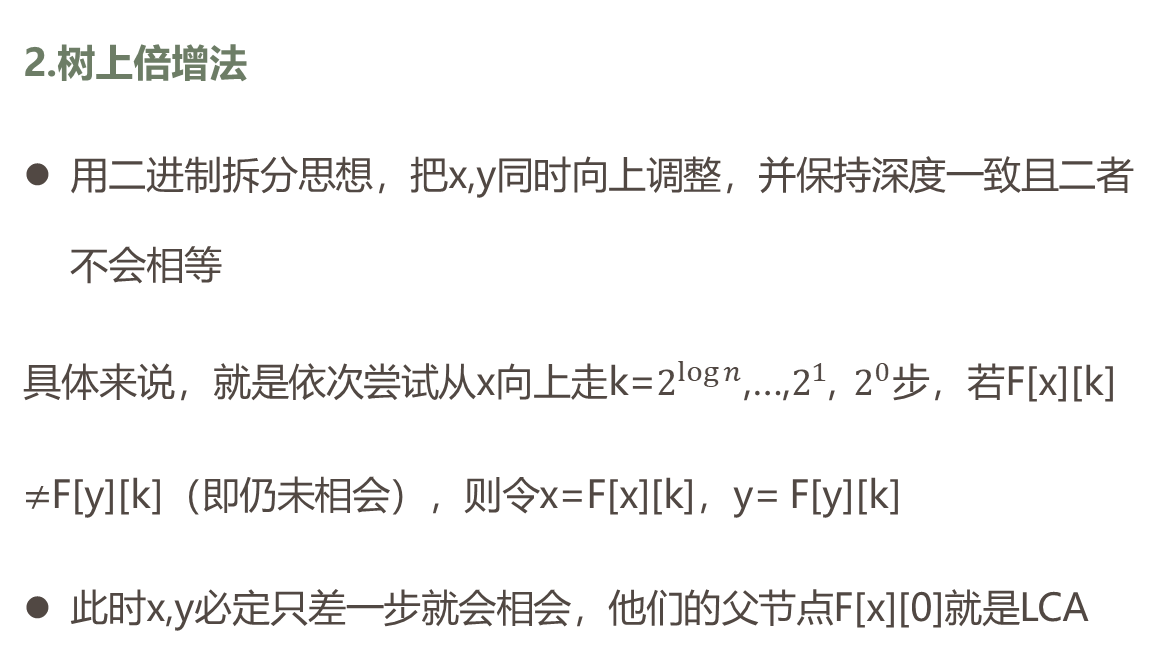 2.树上倍增法
● 用二进制拆分思想，把x,y同时向上调整，并保持深度一致且二者
不会相等
具体来说，就是依次尝试从x向上走k=2^{log n},...,2^1, 2^0步，若F[x][k]
≠F[y][k]（即仍未相会），则令x=F[x][k]，y= F[y][k]
● 此时x,y必定只差一步就会相会，他们的父节点F[x][0]就是LCA